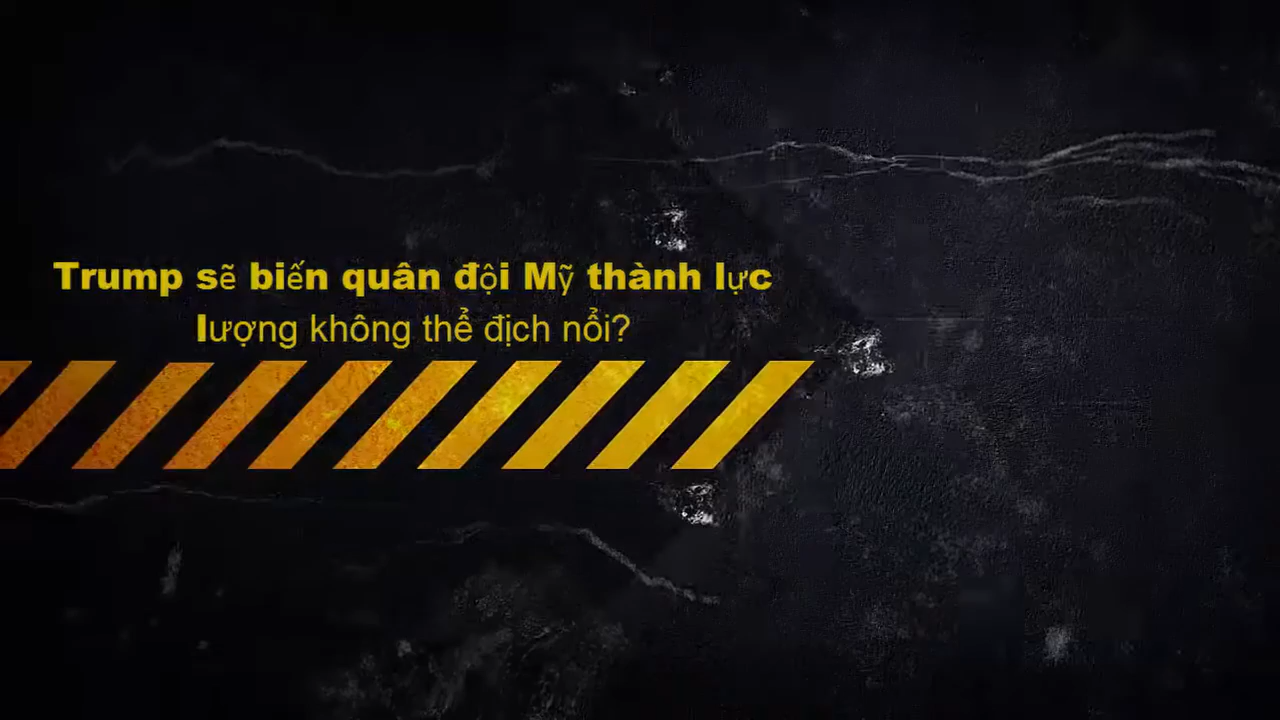 Trump sẽ biến quân đội Mỹ thành lực
lượng không thể địch nổi?